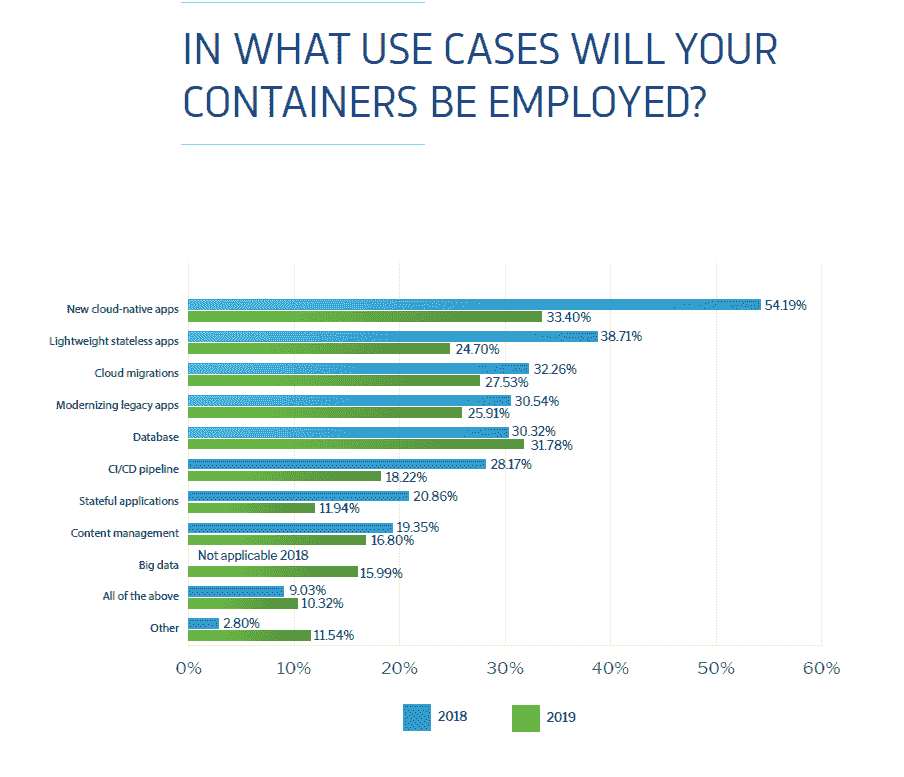 IN WHAT USE CASES WILL YOUR
CONTAINERS BE EMPLOYED?
New cloud-native apps
54.19%
33.40%
Lightweight stateless apps
38.71%
24.70%
Cloud migrations
32.26%
27.53%
Modernizing legacy apps
30.54%
25.91%
Database
30.32%
31.78%
CI/CD pipeline
28.17%
18.22%
Stateful applications
20.86%
11.94%
Content management
19.35%
16.80%
Big data
Not applicable 2018
15.99%
All of the above
9.03%
10.32%
Other
2.80%
11.54%
0% 10% 20% 30% 40% 50% 60%
2018 2019